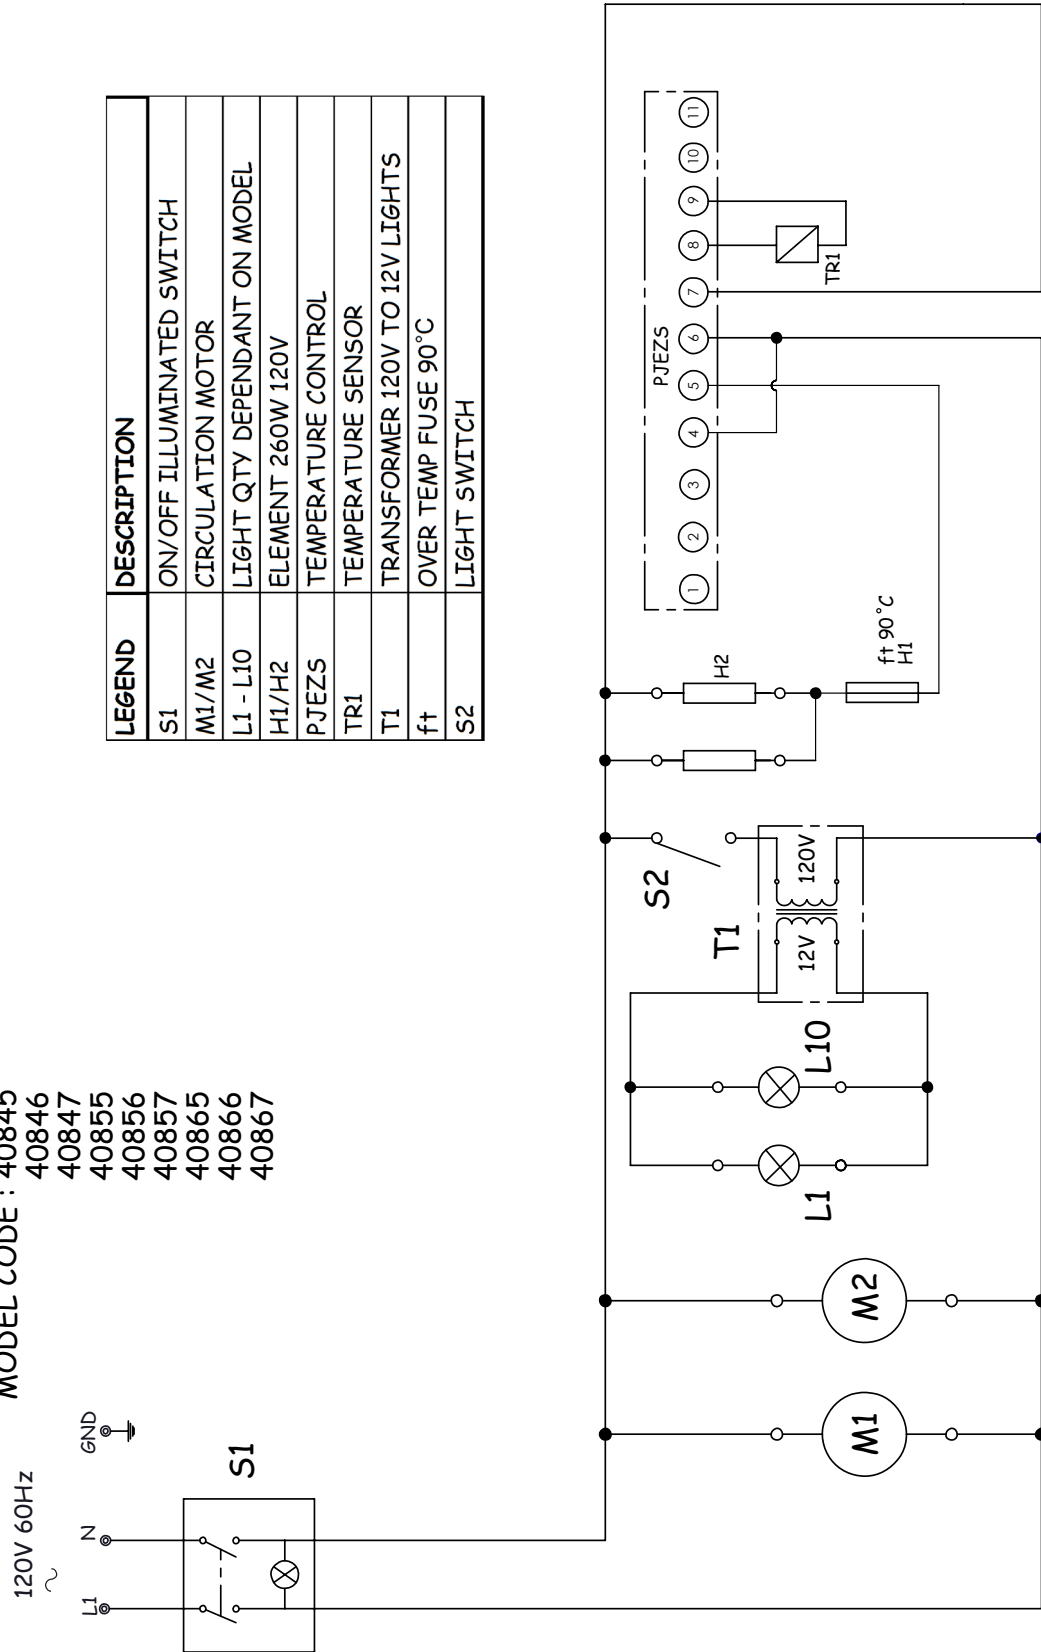 MODEL CODE : 40845
40846
40847
40855
40856
40857
40865
40866
40867
120V 60Hz
~
L1
N
GND
S1
LEGEND DESCRIPTION
S1 ON/OFF ILLUMINATED SWITCH
M1/M2 CIRCULATION MOTOR
L1 - L10 LIGHT QTY DEPENDANT ON MODEL
H1/H2 ELEMENT 260W 120V
PJEZS TEMPERATURE CONTROL
TR1 TEMPERATURE SENSOR
T1 TRANSFORMER 120V TO 12V LIGHTS
ft OVER TEMP FUSE 90°C
S2 LIGHT SWITCH
M1
M2
L1
L10
T1
12V
120V
S2
H2
ft 90°C
H1
PJEZS
1 2 3 4 5 6 7 8 9 10 11
TR1